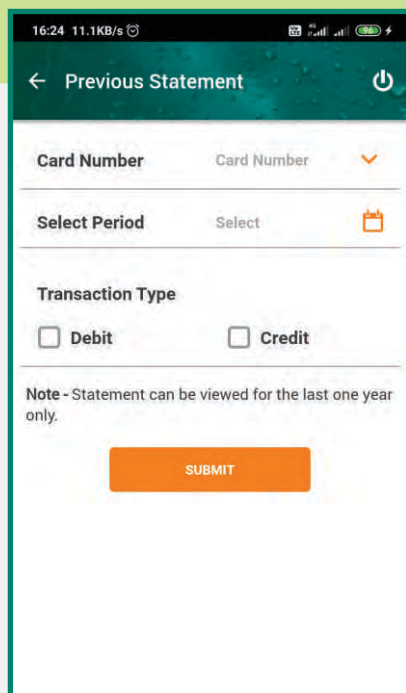 16:24 11.1KB/s 4G 96
Previous Statement
Card Number Card Number
Select Period Select
Transaction Type
Debit Credit
Note - Statement can be viewed for the last one year
only.
SUBMIT